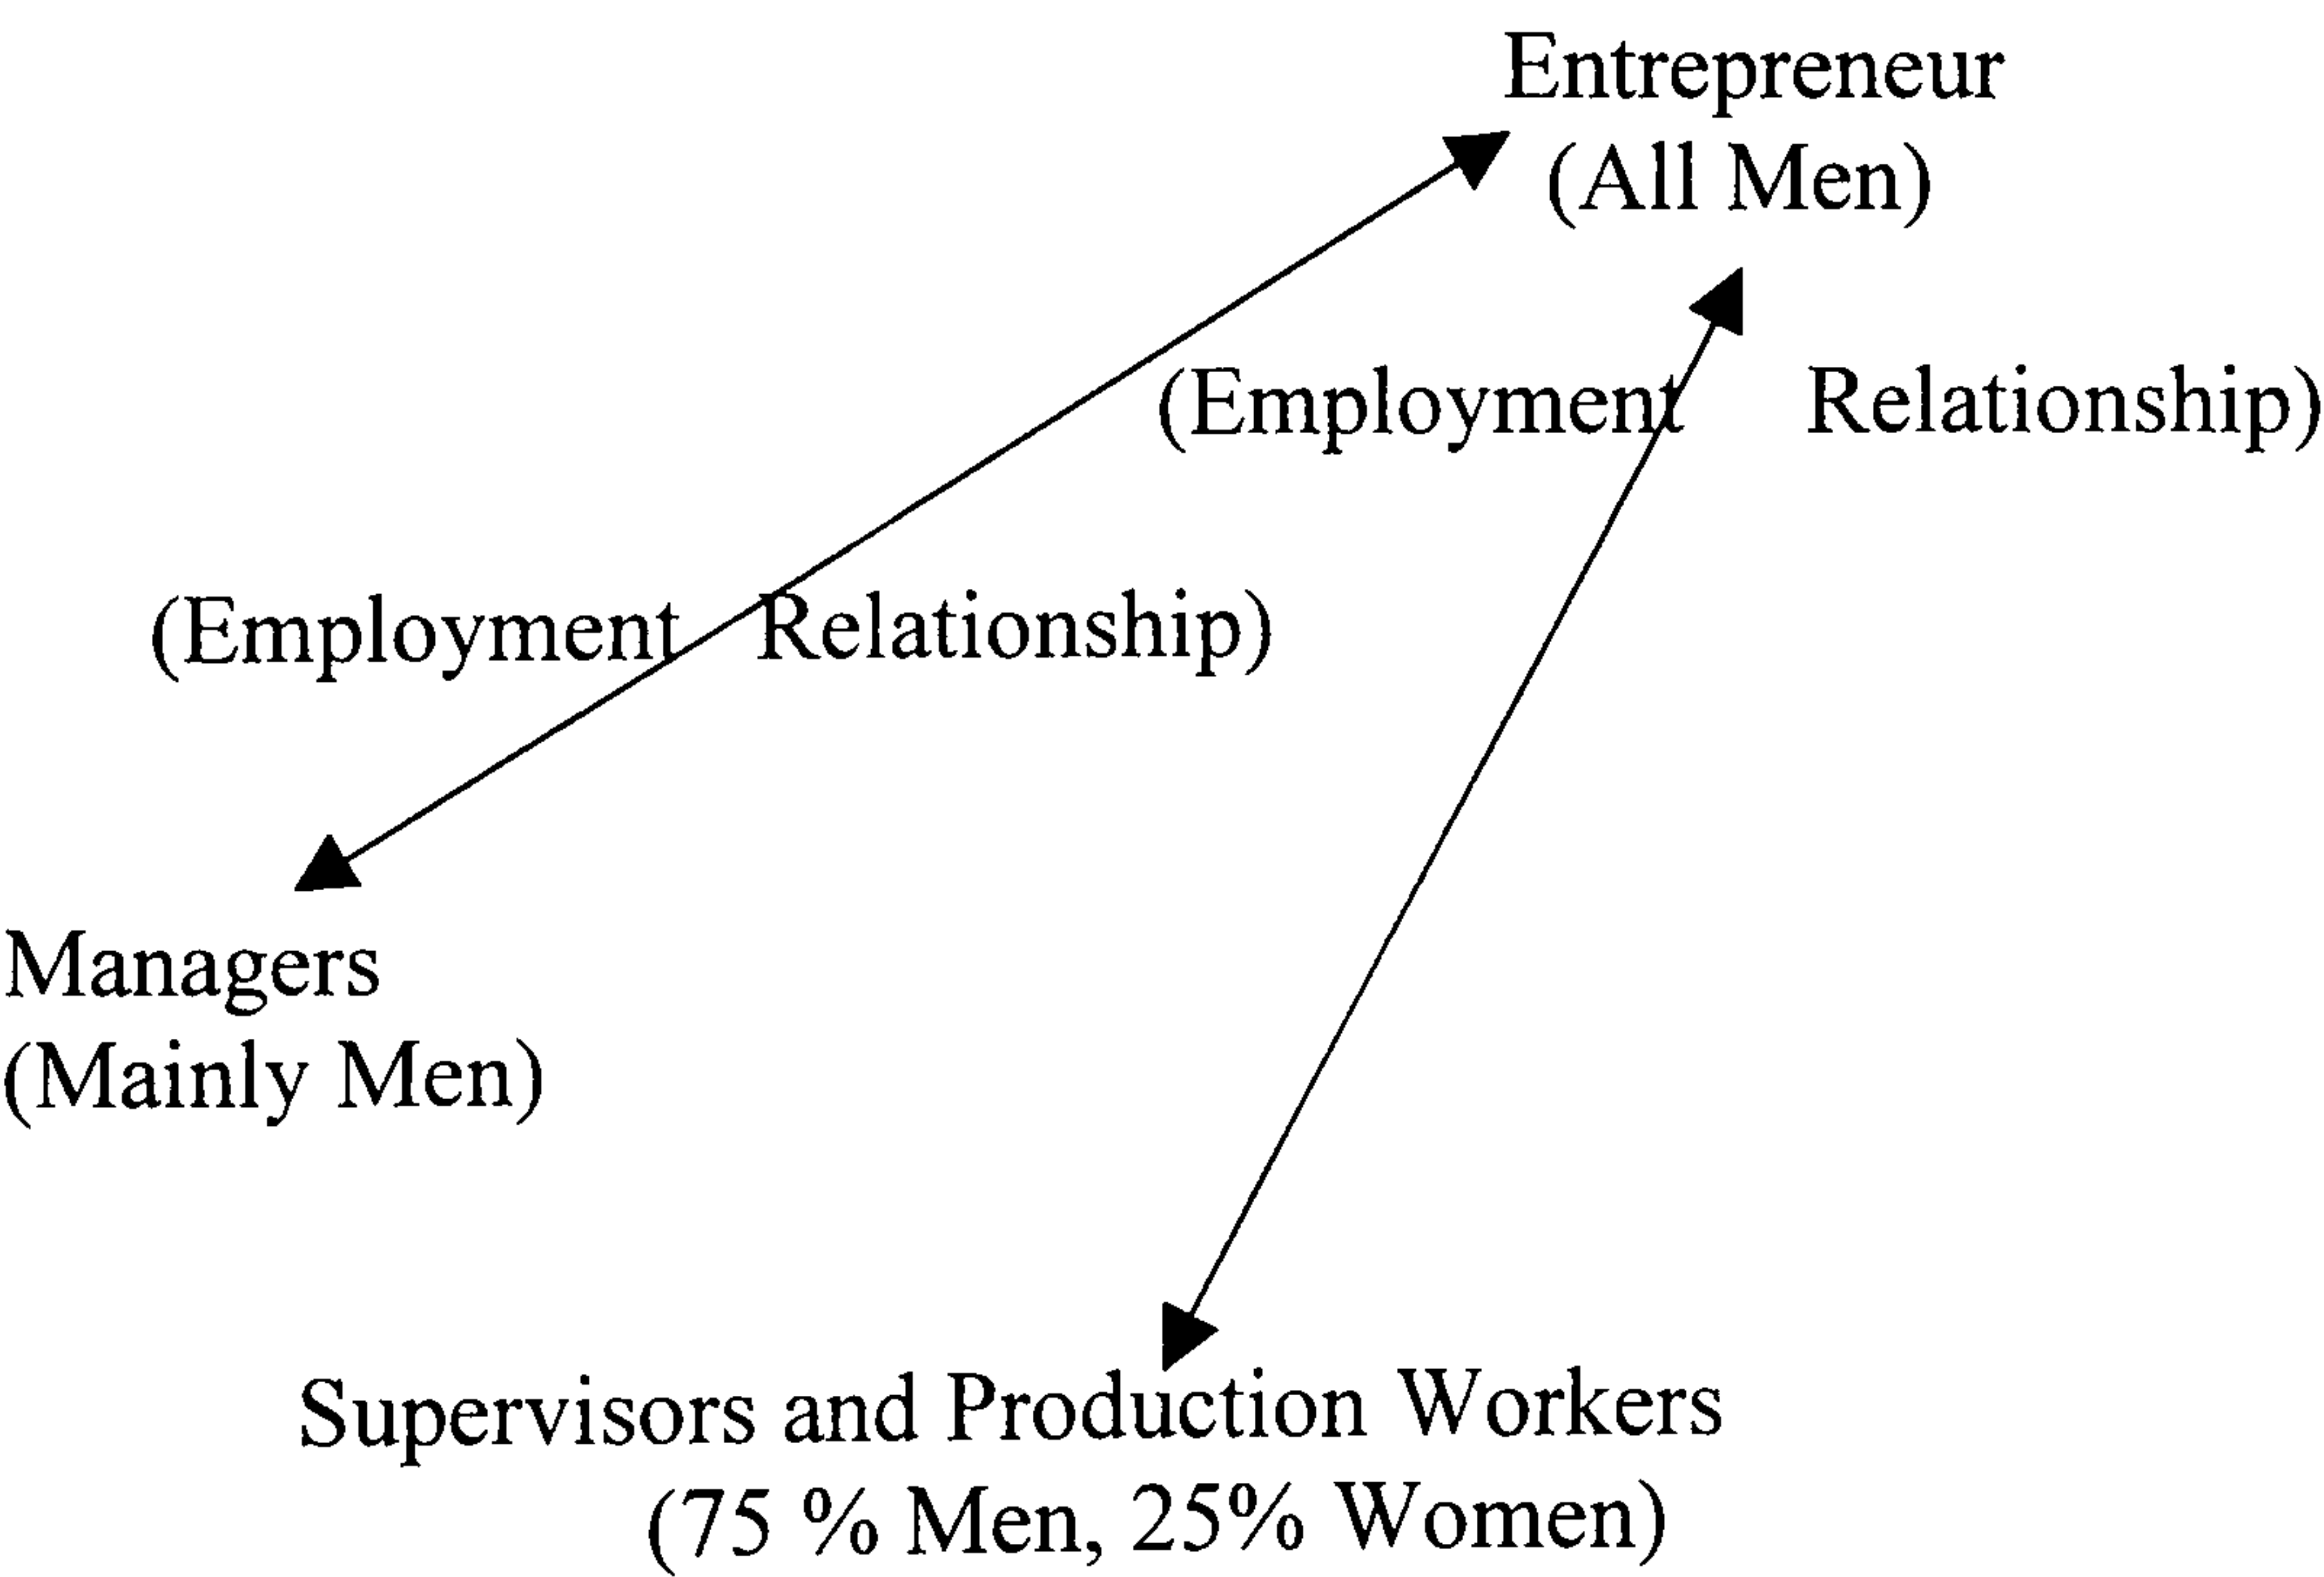 Entrepreneur
(All Men)
(Employment Relationship)
(Employment Relationship)
Managers
(Mainly Men)
Supervisors and Production Workers
(75 % Men, 25% Women)